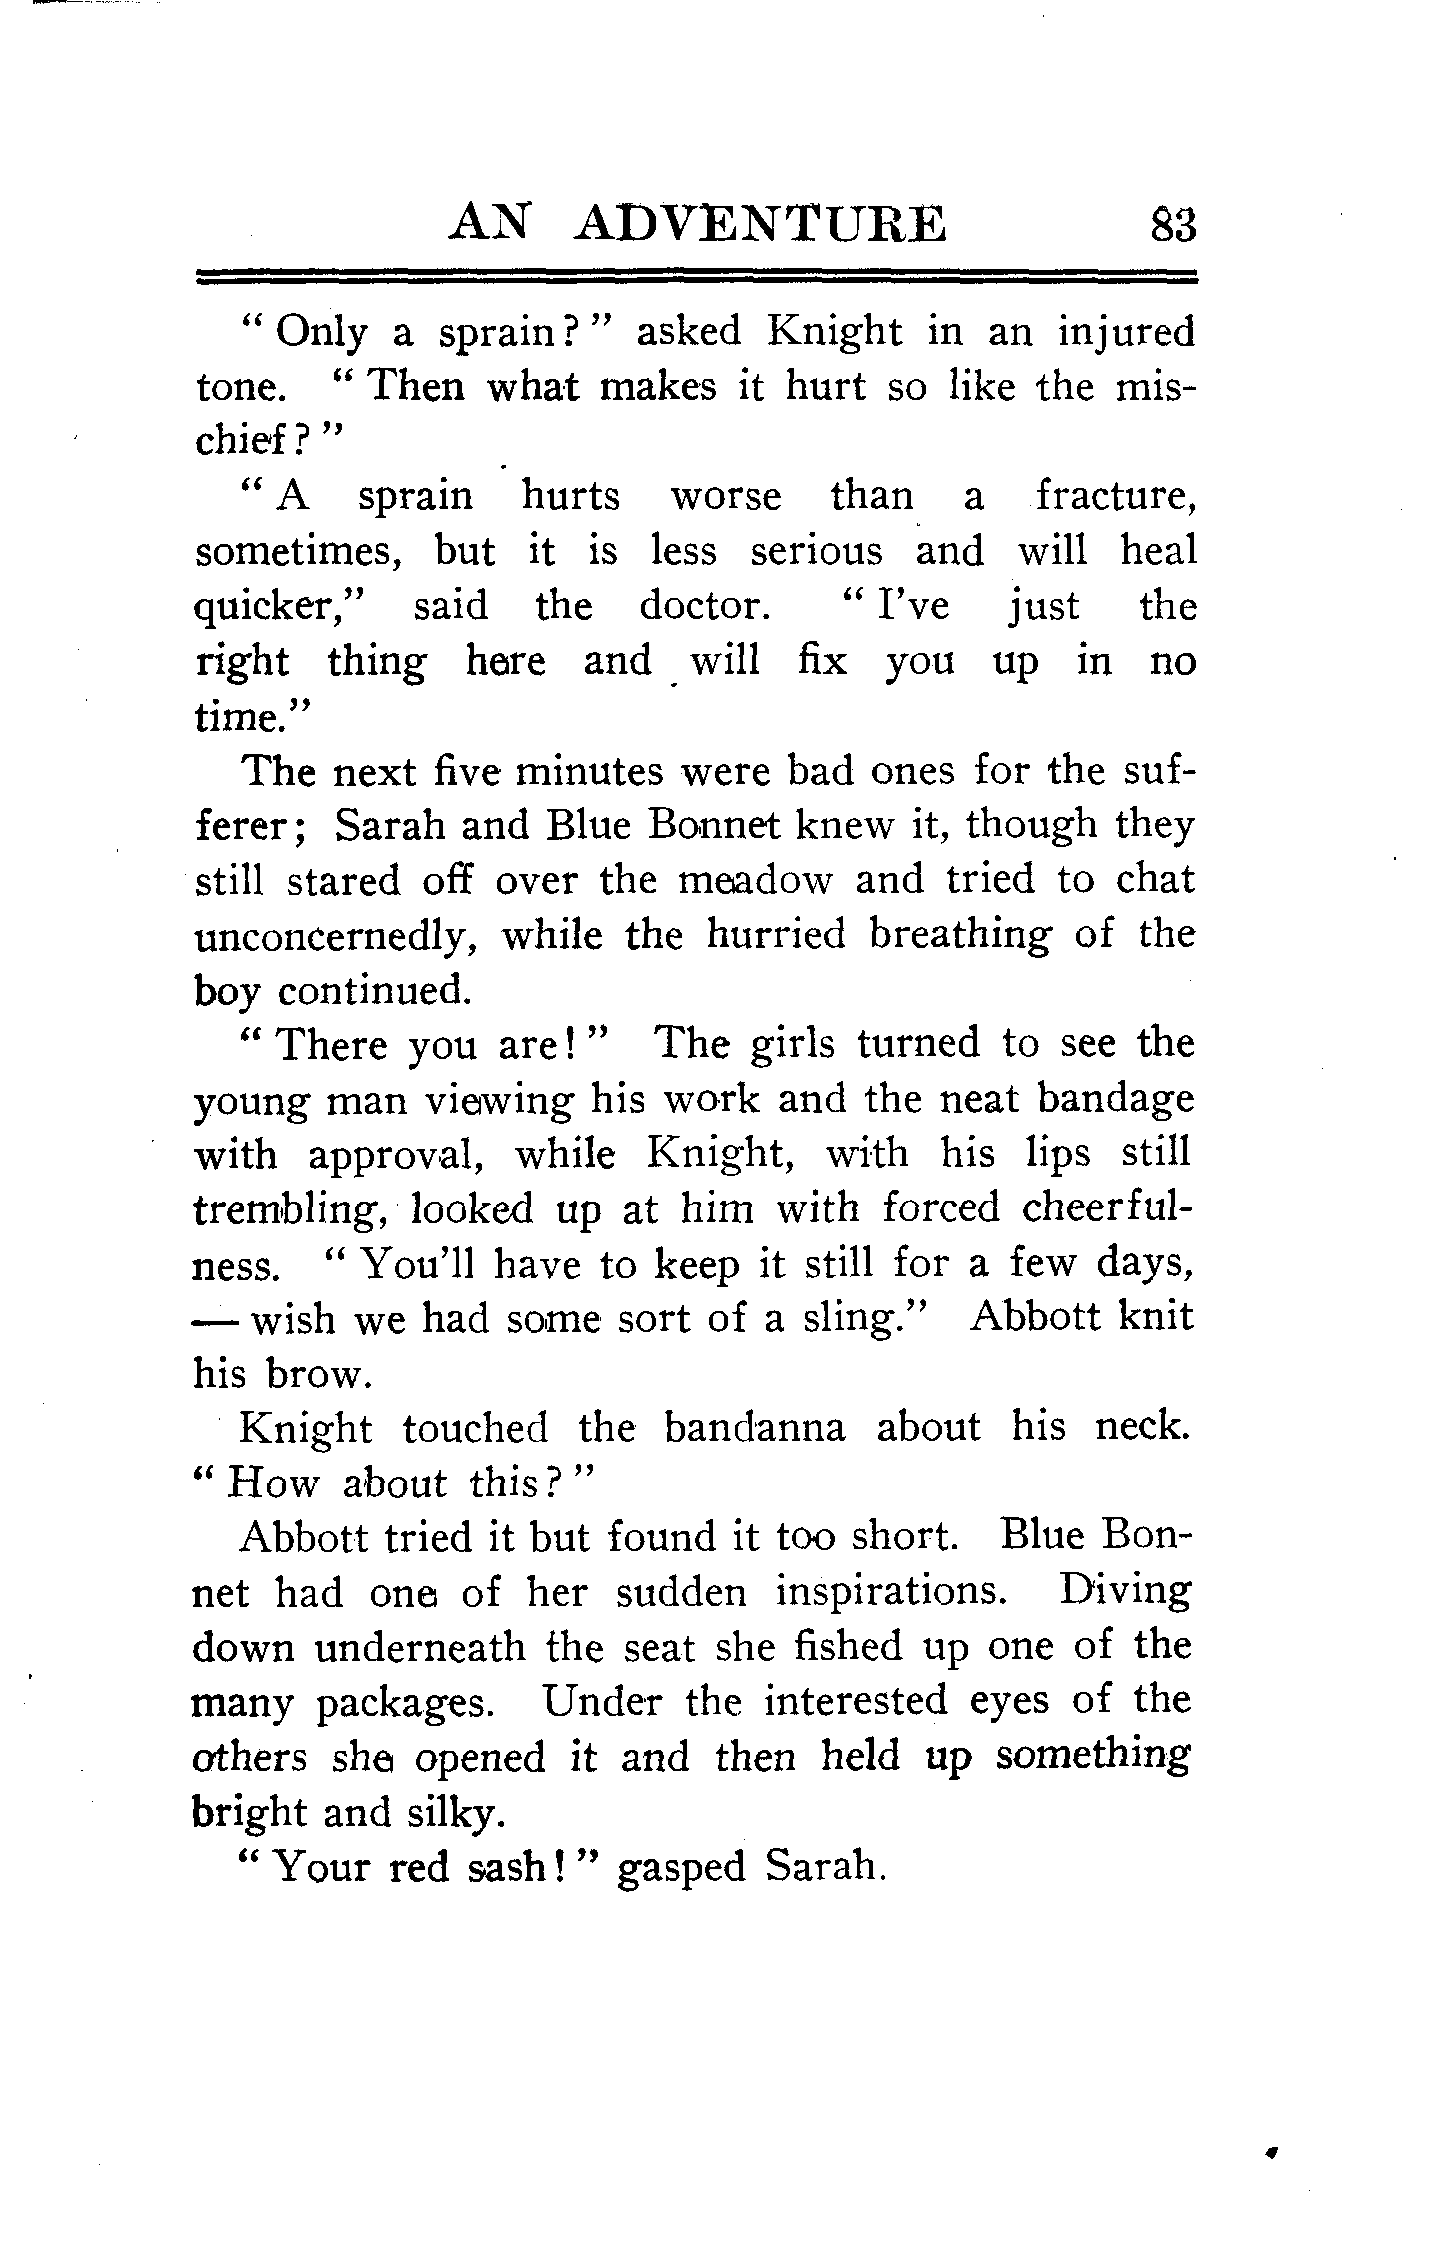 AN ADVENTURE 83
" Only a sprain? " asked Knight in an injured
tone. " Then what makes it hurt so like the mis-
chief? "
" A sprain hurts worse than a fracture,
sometimes, but it is less serious and will heal
quicker," said the doctor. " I've just the
right thing here and will fix you up in no
time."
The next five minutes were bad ones for the suf-
ferer; Sarah and Blue Bonnet knew it, though they
still stared off over the meadow and tried to chat
unconcernedly, while the hurried breathing of the
boy continued.
" There you are! " The girls turned to see the
young man viewing his work and the neat bandage
with approval, while Knight, with his lips still
trembling, looked up at him with forced cheerful-
ness. " You'll have to keep it still for a few days,
— wish we had some sort of a sling." Abbott knit
his brow.
Knight touched the bandanna about his neck.
" How about this? "
Abbott tried it but found it too short. Blue Bon-
net had one of her sudden inspirations. Diving
down underneath the seat she fished up one of the
many packages. Under the interested eyes of the
others she opened it and then held up something
bright and silky.
" Your red sash! " gasped Sarah.